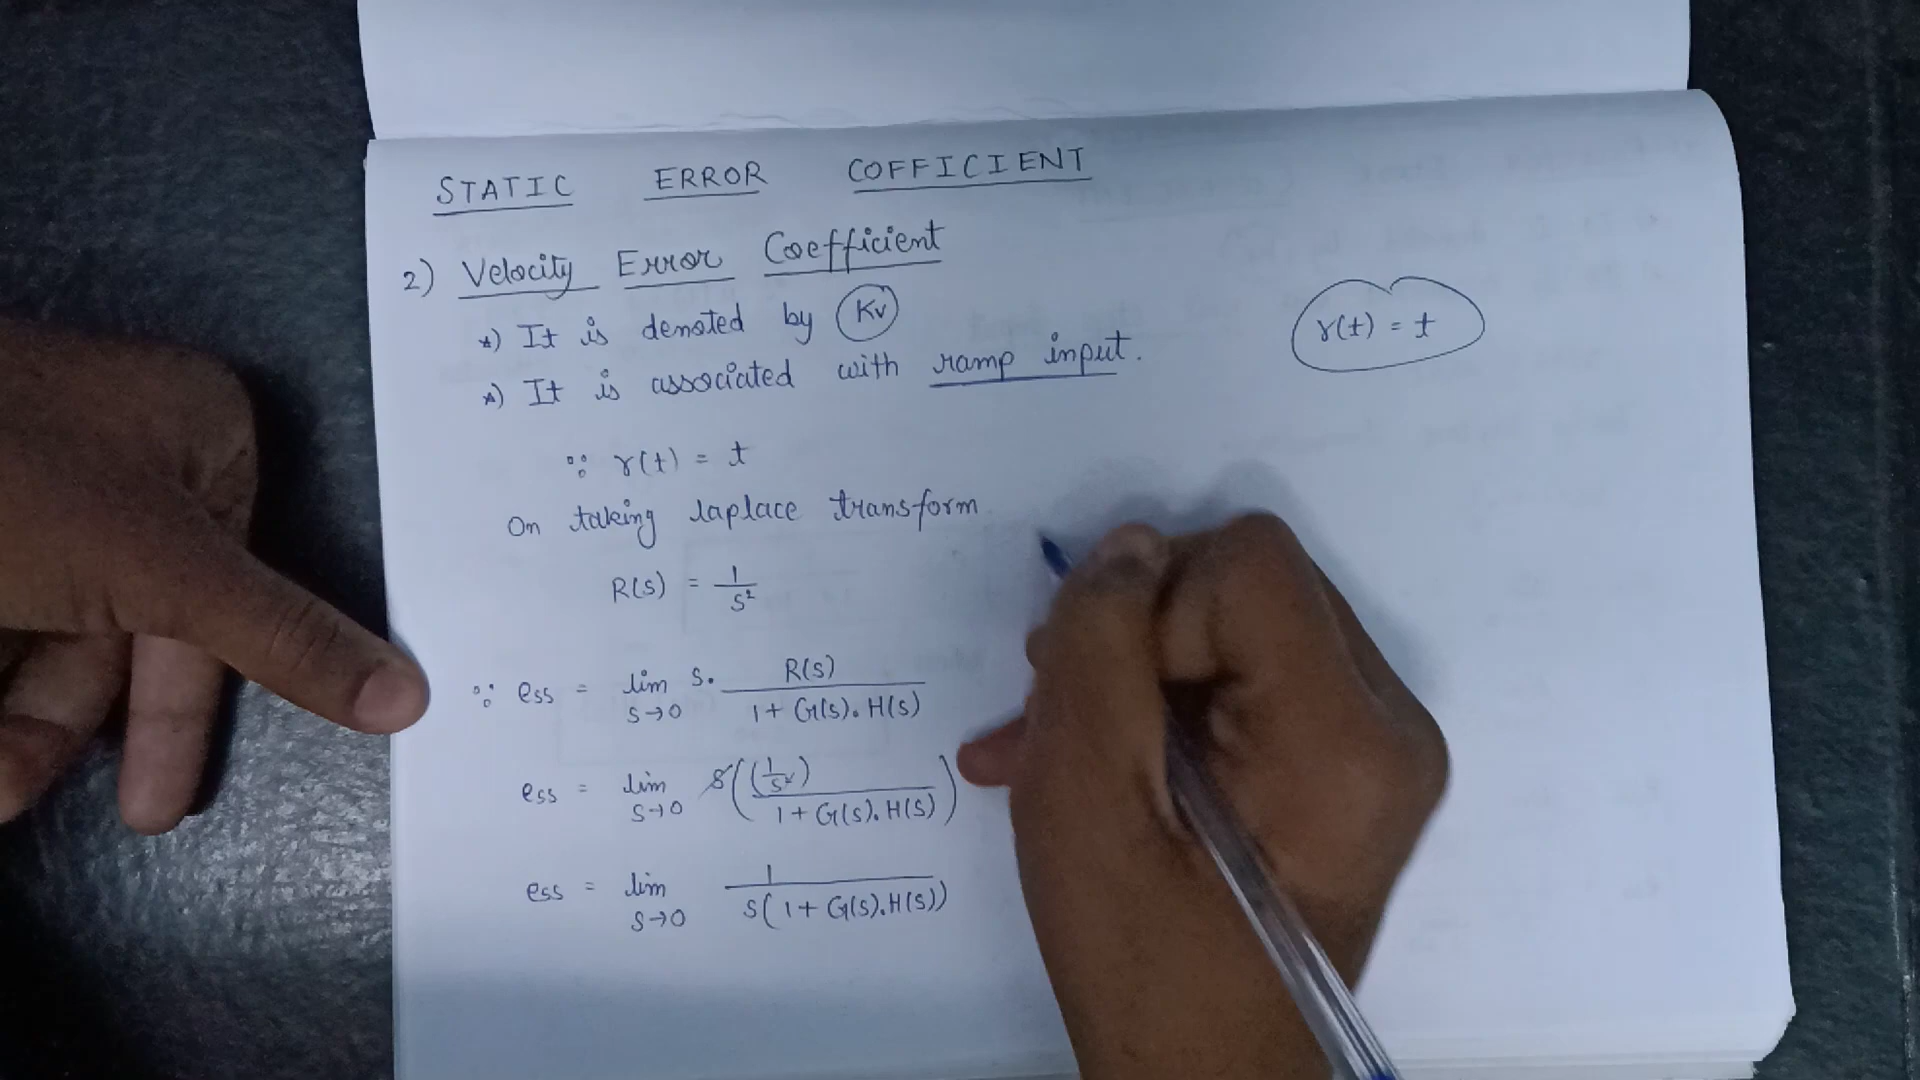 STATIC ERROR COFFICIENT
2) Velocity Error Coefficient
*) It is denoted by Kv
*) It is associated with ramp input.
r(t) = t
∵ r(t) = t
On taking laplace transform
R(s) = 1/s²
∵ ess = lim s→0 s. R(s)/(1 + G(s).H(s))
ess = lim s→0 s((1/s²)/(1 + G(s).H(s)))
ess = lim s→0 1/(s(1 + G(s).H(s)))